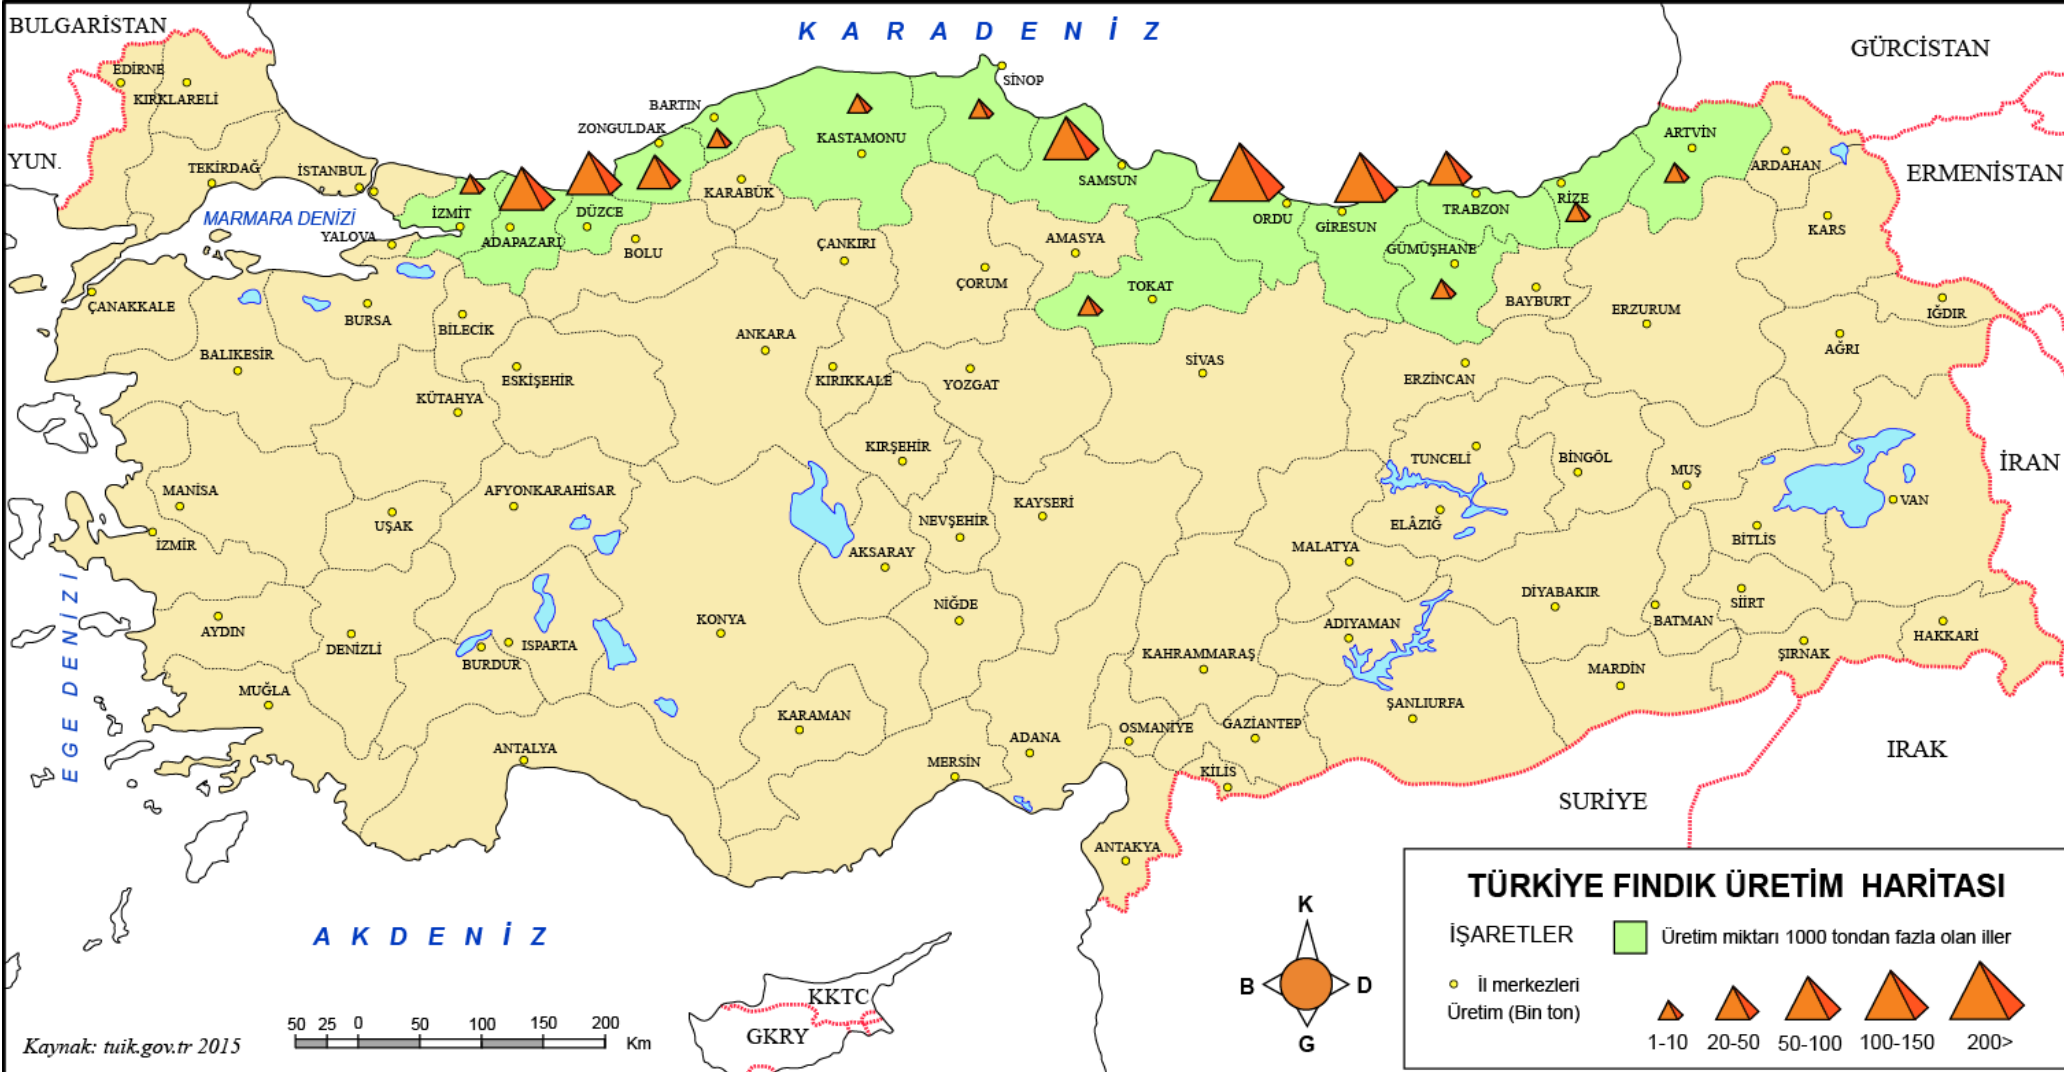 BULGARİSTAN
K A R A D E N İ Z
GÜRCİSTAN
EDİRNE
KIRKLARELİ
SİNOP
BARTIN
ZONGULDAK
KASTAMONU
ARTVİN
YUN.
TEKİRDAĞ
İSTANBUL
KARABÜK
SAMSUN
ARDAHAN
ERMENİSTAN
MARMARA DENİZİ
İZMİT
DÜZCE
ORDU
GİRESUN
TRABZON
RİZE
YALOVA
ADAPAZARI
BOLU
ÇANKIRI
AMASYA
GÜMÜŞHANE
KARS
ÇANAKKALE
BURSA
BİLECİK
ÇORUM
TOKAT
BAYBURT
ERZURUM
IĞDIR
BALIKESİR
ESKİŞEHİR
ANKARA
KIRIKKALE
YOZGAT
SİVAS
ERZİNCAN
AĞRI
KÜTAHYA
KIRŞEHİR
TUNCELİ
BİNGÖL
MUŞ
İRAN
MANİSA
UŞAK
AFYONKARAHİSAR
NEVŞEHİR
KAYSERİ
ELÂZIĞ
VAN
İZMİR
AKSARAY
MALATYA
BİTLİS
EGE DENİZİ
AYDIN
DENİZLİ
BURDUR
ISPARTA
KONYA
NİĞDE
KAHRAMMARAŞ
ADIYAMAN
DİYABAKIR
BATMAN
SİİRT
ŞIRNAK
HAKKARİ
MUĞLA
ANTALYA
KARAMAN
MERSİN
ADANA
OSMANİYE
GAZİANTEP
KİLİS
ŞANLIURFA
MARDİN
IRAK
SURİYE
ANTAKYA
A K D E N İ Z
KKTC
GKRY
K
B
D
G
TÜRKİYE FINDIK ÜRETİM HARİTASI
İŞARETLER
Üretim miktarı 1000 tondan fazla olan iller
İl merkezleri
Üretim (Bin ton)
1-10 20-50 50-100 100-150 200>
50 25 0 50 100 150 200
Km
Kaynak: tuik.gov.tr 2015